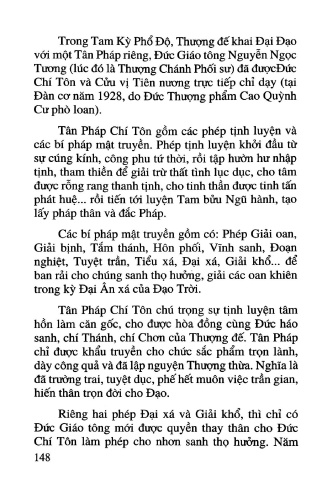 Trong Tam Kỳ Phổ Độ, Thượng đế khai Đại Đạo
với một Tân Pháp riêng, Đức Giáo tông Nguyễn Ngọc
Tương (lúc đó là Thượng Chánh Phối sư) đã đượcĐức
Chí Tôn và Cửu vị Tiên nương trực tiếp chỉ dạy (tại
Đàn cơ năm 1928, do Đức Thượng phẩm Cao Quỳnh
Cư phò loan).
Tân Pháp Chí Tôn gồm các phép tịnh luyện và
các bí pháp mật truyền. Phép tịnh luyện khởi đầu từ
sự cúng kính, công phu tứ thời, rồi tập hườn hư nhập
tịnh, tham thiền để giải trừ thất tình lục dục, cho tâm
được rỗng rang thanh tịnh, cho tinh thần được tinh tấn
phát huệ... rồi tiến tới luyện Tam bửu Ngũ hành, tạo
lấy pháp thân và đắc Pháp.
Các bí pháp mật truyền gồm có: Phép Giải oan,
Giải bịnh, Tắm thánh, Hôn phối, Vĩnh sanh, Đoạn
nghiệt, Tuyệt trần, Tiểu xá, Đại xá, Giải khổ... để
ban rải cho chúng sanh thọ hưởng, giải các oan khiên
trong kỳ Đại Ân xá của Đạo Trời.
Tân Pháp Chí Tôn chú trọng sự tịnh luyện tâm
hồn làm căn gốc, cho được hòa đồng cùng Đức háo
sanh, chí Thánh, chí Chơn của Thượng đế. Tân Pháp
chỉ được khẩu truyền cho chức sắc phẩm trọn lành,
dày công quả và đã lập nguyện Thượng thừa. Nghĩa là
đã trường trai, tuyệt dục, phế hết muôn việc trần gian,
hiến thân trọn đời cho Đạo.
Riêng hai phép Đại xá và Giải khổ, thì chỉ có
Đức Giáo tông mới được quyền thay thân cho Đức
Chí Tôn làm phép cho nhơn sanh thọ hưởng. Năm
148